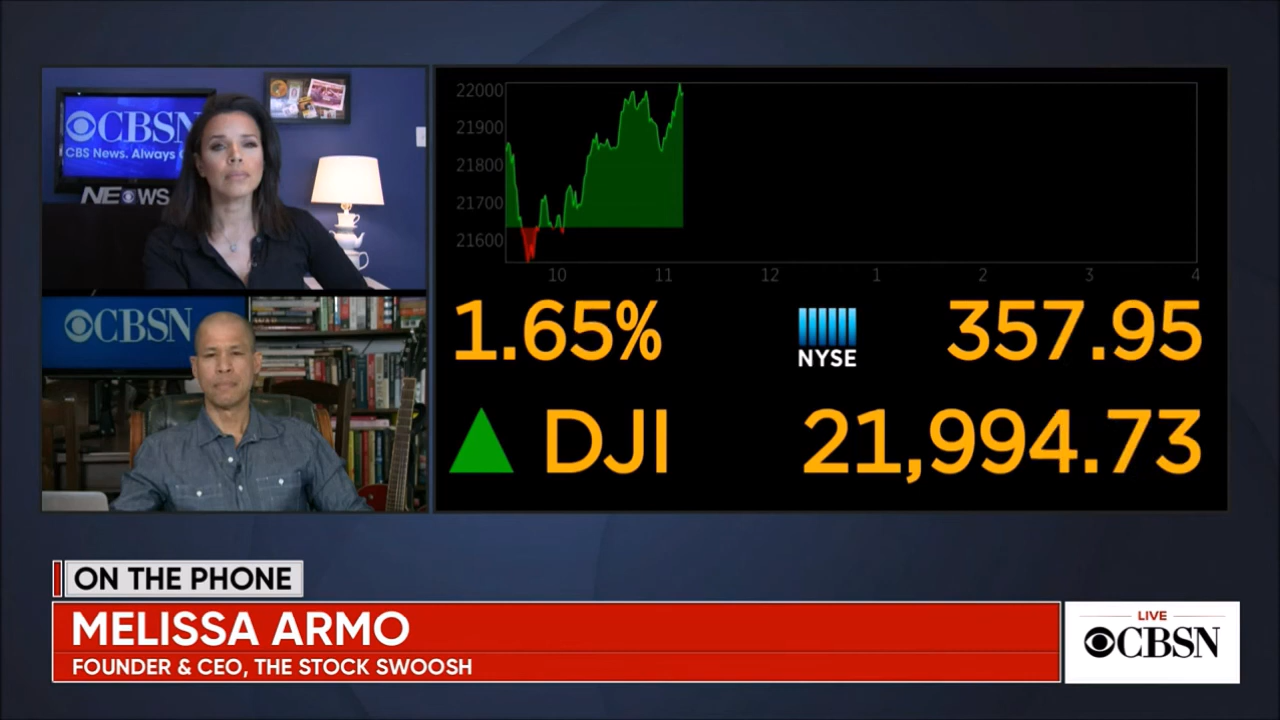 CBSN
CBS News. Always
NEWS
CBSN
22000
21900
21800
21700
21600
10 11 12 1 2 3 4
1.65% NYSE 357.95
DJI 21,994.73
ON THE PHONE
MELISSA ARMO
FOUNDER & CEO, THE STOCK SWOOSH
LIVE
CBSN